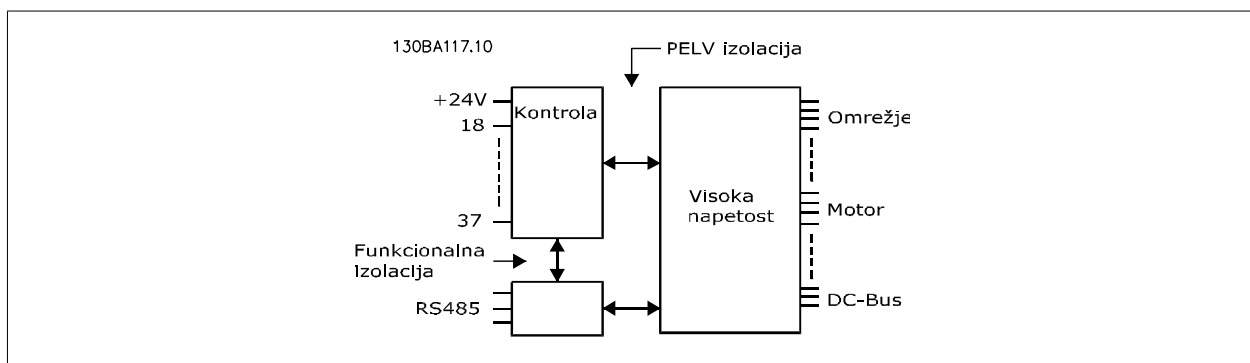 130BA117.10
PELV izolacija
+24V
Kontrola
18
37
Visoka
napetost
Omrežje
Motor
DC-Bus
Funkcionalna
izolacija
RS485